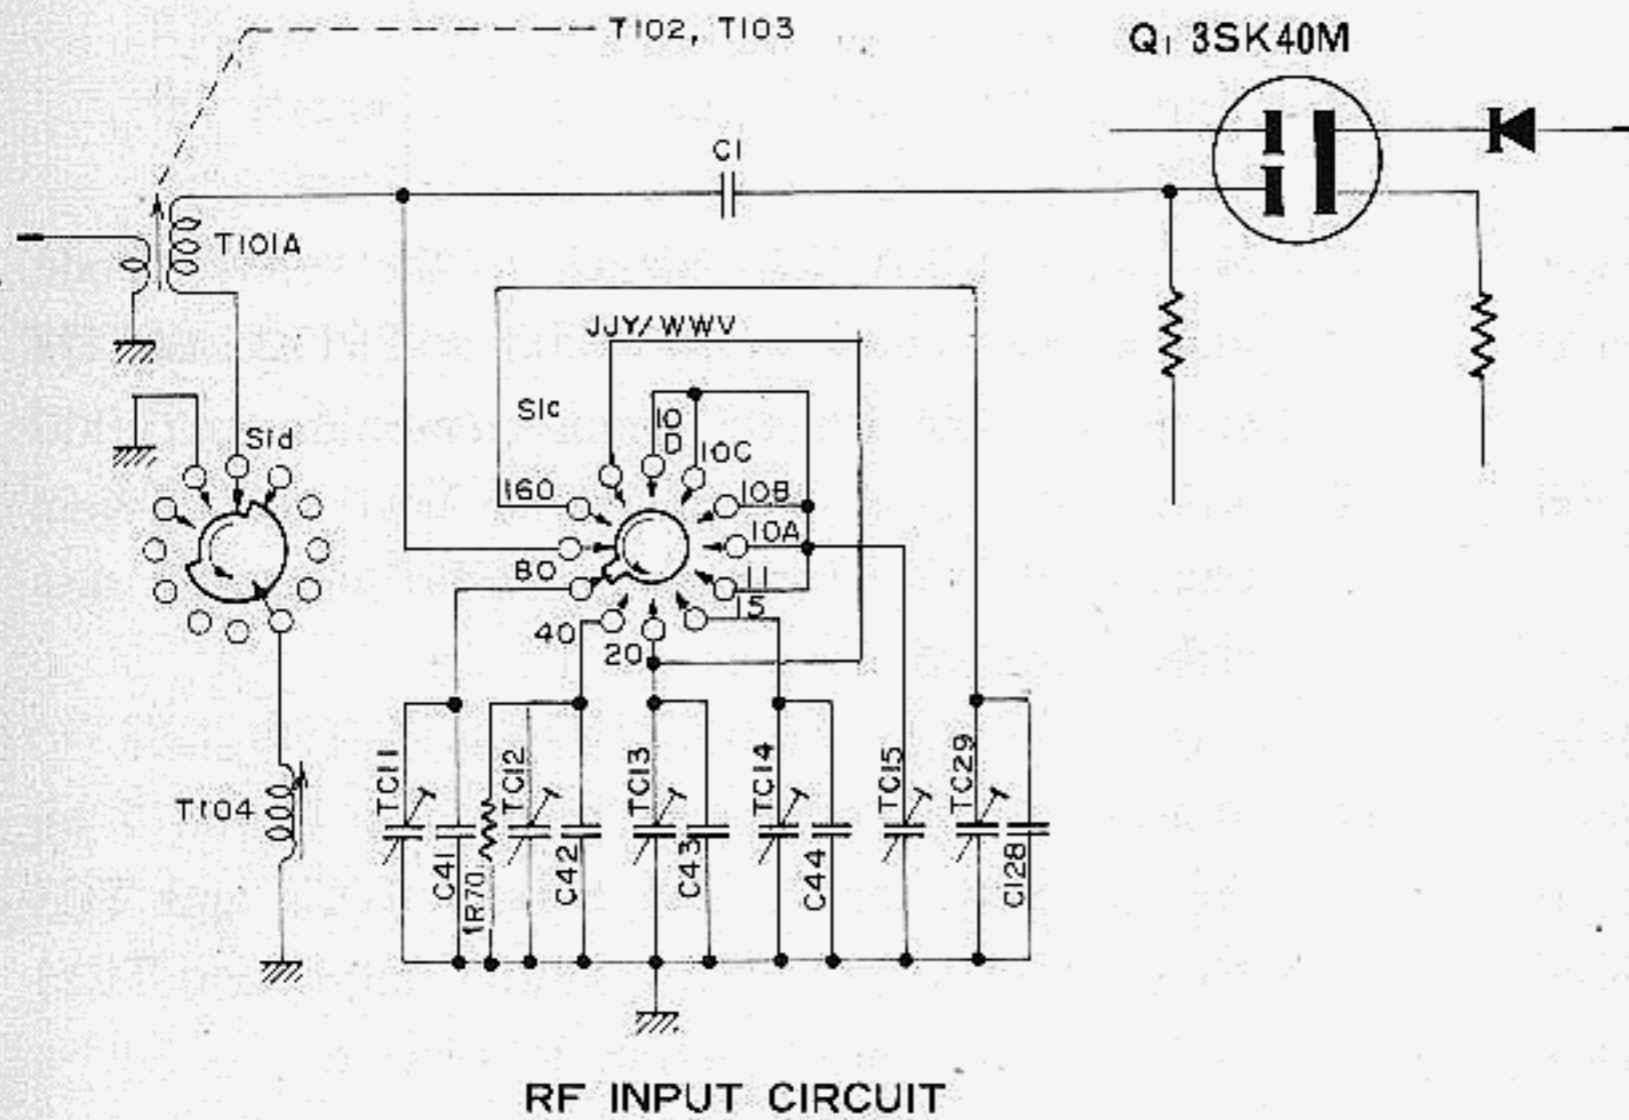 T102, T103
Q1 3SK40M
C1
T101A
JJY/WWV
S1c
10
D
10C
S1d
160
10B
10A
80
11
15
40
20
TC11
TC12
TC13
TC14
TC15
TC29
T104
C41
1R70
C42
C43
C44
C128
RF INPUT CIRCUIT